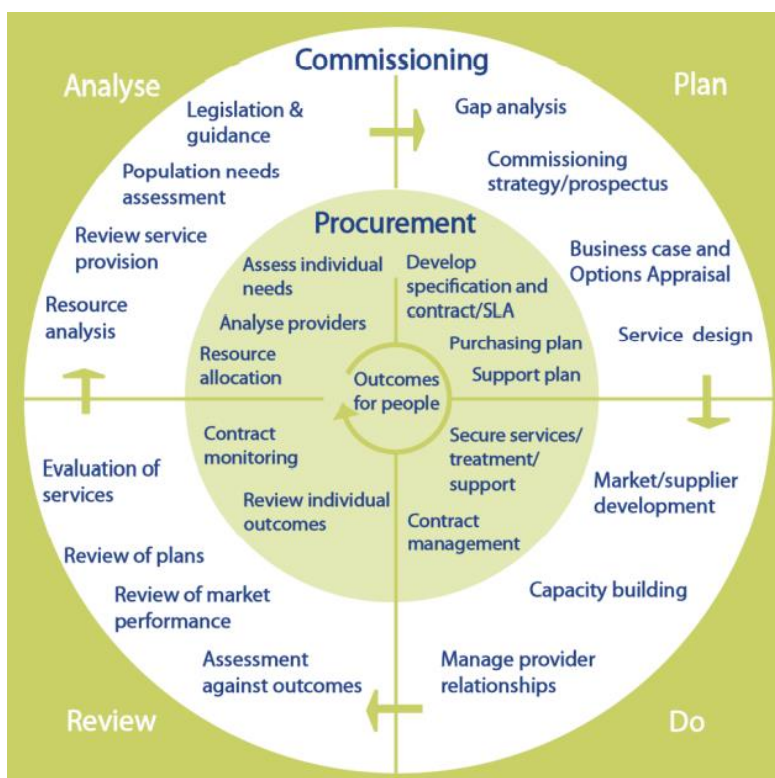 Commissioning
Analyse
Plan
Legislation &
guidance
Population needs
assessment
Review service
provision
Resource
analysis
Gap analysis
Commissioning
strategy/prospectus
Business case and
Options Appraisal
Service design
Procurement
Assess individual
needs
Analyse providers
Resource
allocation
Develop
specification and
contract/SLA
Purchasing plan
Support plan
Outcomes
for people
Contract
monitoring
Review individual
outcomes
Secure services/
treatment/
support
Contract
management
Evaluation of
services
Review of plans
Review of market
performance
Assessment
against outcomes
Market/supplier
development
Capacity building
Manage provider
relationships
Review
Do